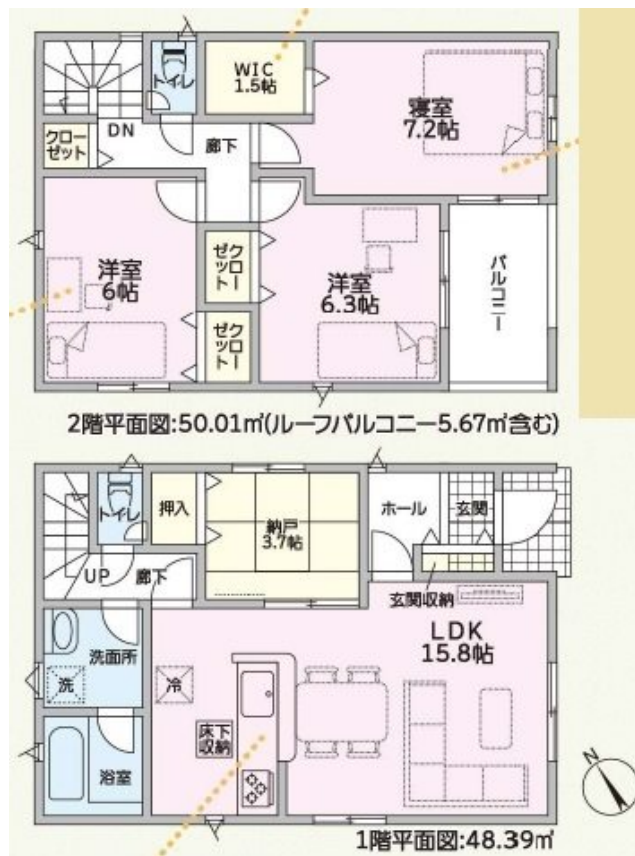 トイレ
WIC
1.5帖
寝室
7.2帖
DN
クロー
ゼット
廊下
洋室
6帖
クロー
ゼット
クロー
ゼット
洋室
6.3帖
バルコニー
2階平面図:50.01㎡(ルーフバルコニー5.67㎡含む)
トイレ
押入
納戸
3.7帖
ホール
玄関
UP
廊下
玄関収納
LDK
15.8帖
洗面所
洗
冷
床下
収納
浴室
N
1階平面図:48.39㎡